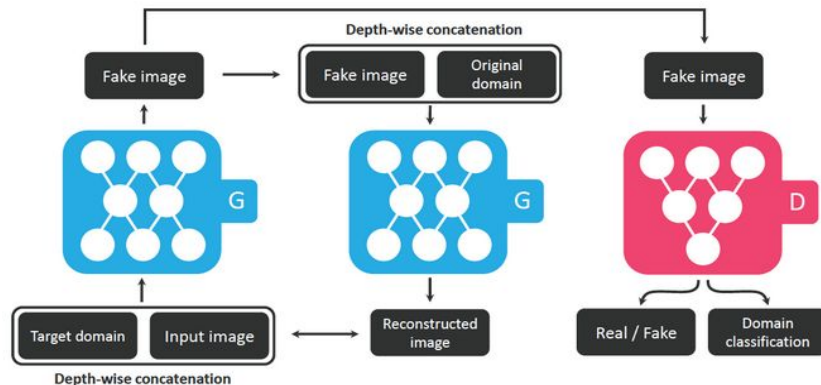 Depth-wise concatenation
Fake image
Fake image
Original
domain
Fake image
G
G
D
Target domain
Input image
Reconstructed
image
Real / Fake
Domain
classification
Depth-wise concatenation